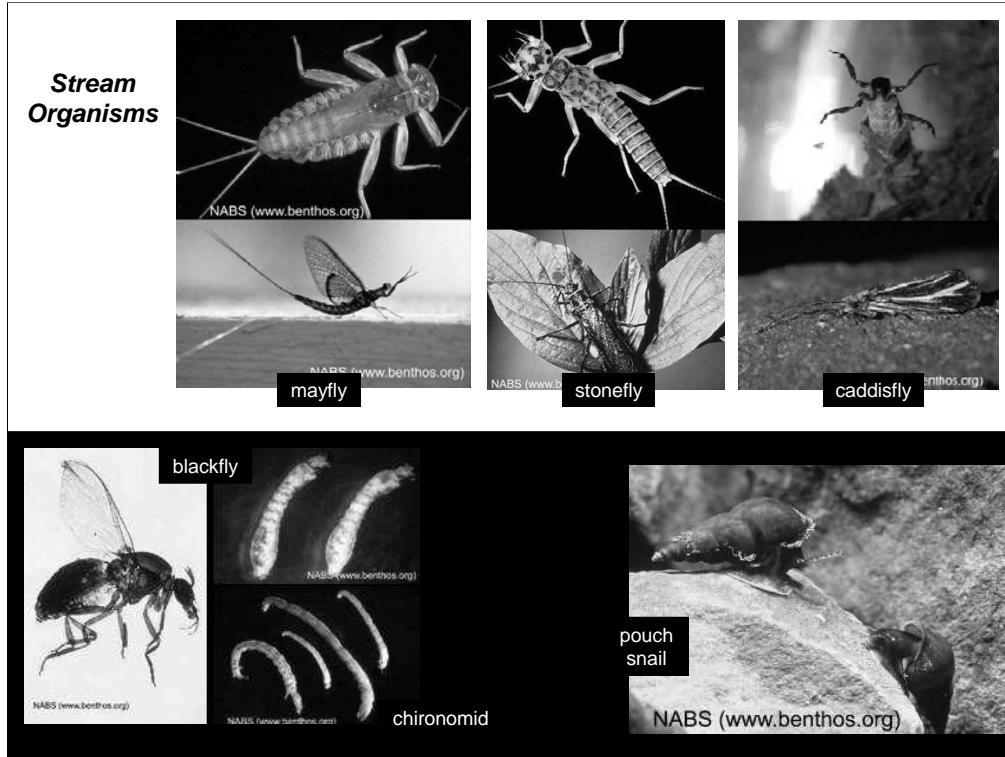 Stream
Organisms
NABS (www.benthos.org)
NABS (www.benthos.org)
mayfly
NABS (www.b
stonefly
enthos.org)
caddisfly
blackfly
NABS (www.benthos.org)
NABS (www.benthos.org)
NABS (www.benthos.org)
chironomid
pouch
snail
NABS (www.benthos.org)